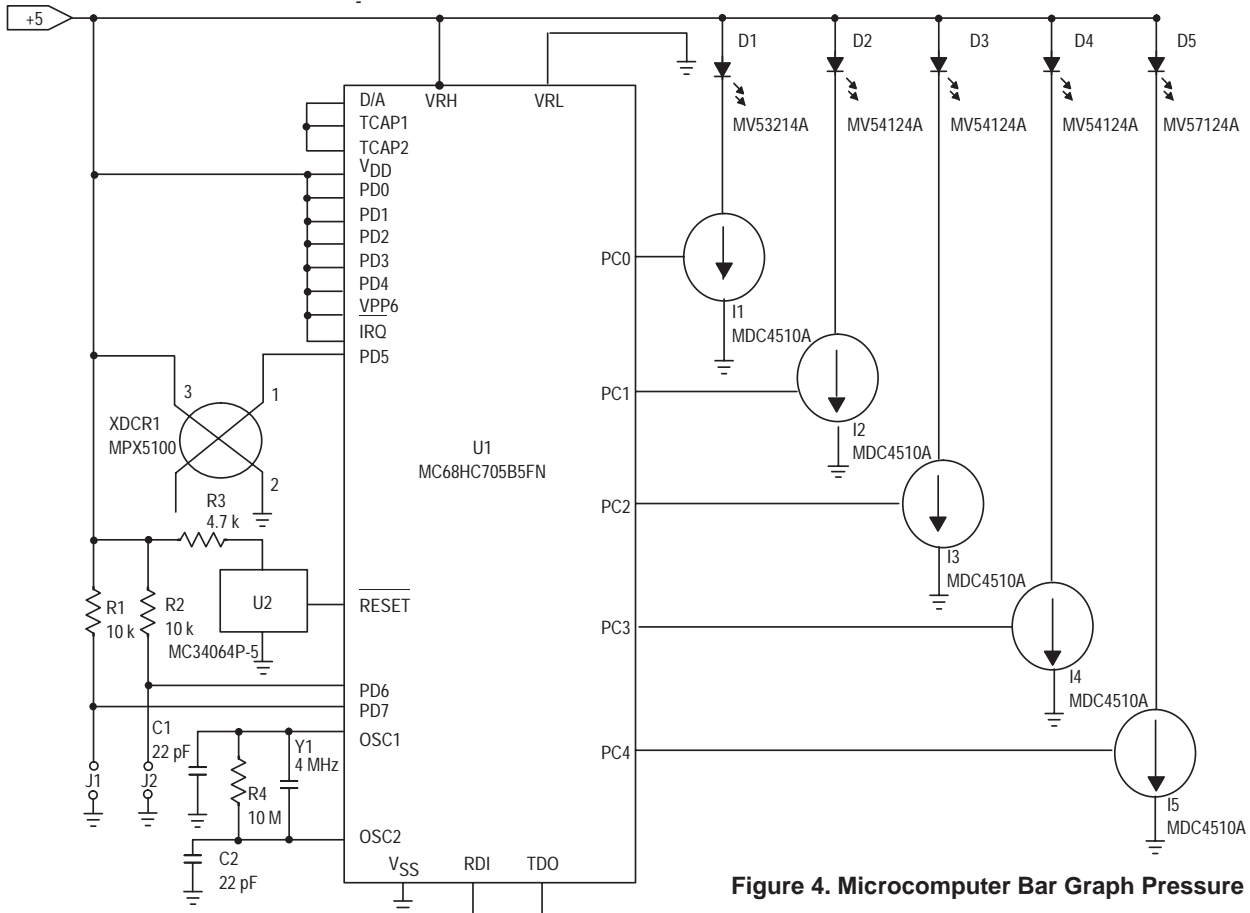 +5
D1
D2
D3
D4
D5
MV53214A
MV54124A
MV54124A
MV54124A
MV57124A
D/A
TCAP1
TCAP2
VDD
PD0
PD1
PD2
PD3
PD4
VPP6
IRQ
PD5
VRH
VRL
PC0
I1
MDC4510A
PC1
I2
MDC4510A
PC2
I3
MDC4510A
PC3
I4
MDC4510A
PC4
I5
MDC4510A
U1
MC68HC705B5FN
3
1
XDCR1
MPX5100
2
R3
4.7 k
U2
MC34064P-5
RESET
R1
10 k
R2
10 k
PD6
PD7
OSC1
C1
22 pF
Y1
4 MHz
J1
J2
R4
10 M
OSC2
C2
22 pF
VSS
RDI
TDO
Figure 4. Microcomputer Bar Graph Pressure